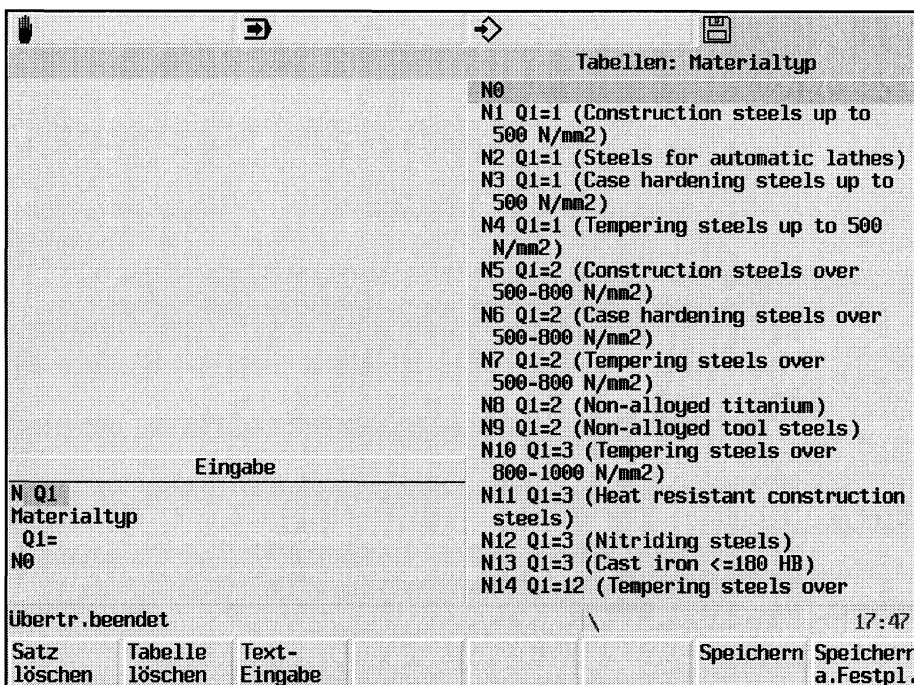 Tabellen: Materialtyp
N0
N1 Q1=1 (Construction steels up to
500 N/mm2)
N2 Q1=1 (Steels for automatic lathes)
N3 Q1=1 (Case hardening steels up to
500 N/mm2)
N4 Q1=1 (Tempering steels up to 500
N/mm2)
N5 Q1=2 (Construction steels over
500-800 N/mm2)
N6 Q1=2 (Case hardening steels over
500-800 N/mm2)
N7 Q1=2 (Tempering steels over
500-800 N/mm2)
N8 Q1=2 (Non-alloyed titanium)
N9 Q1=2 (Non-alloyed tool steels)
N10 Q1=3 (Tempering steels over
800-1000 N/mm2)
N11 Q1=3 (Heat resistant construction
steels)
N12 Q1=3 (Nitriding steels)
N13 Q1=3 (Cast iron <=180 HB)
N14 Q1=12 (Tempering steels over
Eingabe
N Q1
Materialtyp
Q1=
N0
Übertr.beendet \ 17:47
Satz löschen
Tabelle löschen
Text-Eingabe
Speichern
Speichern a.Festpl.